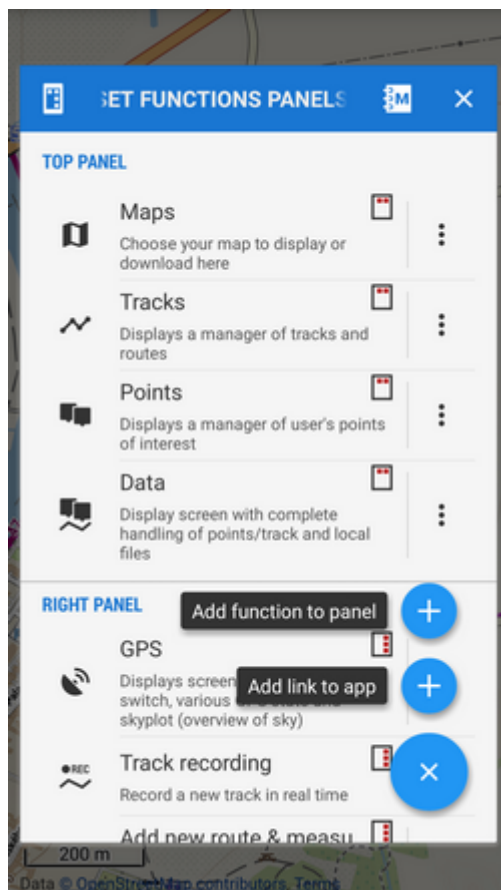 SET FUNCTIONS PANELS
M
TOP PANEL
Maps
Choose your map to display or
download here
Tracks
Displays a manager of tracks and
routes
Points
Displays a manager of user's points
of interest
Data
Display screen with complete
handling of points/track and local
files
RIGHT PANEL
Add function to panel
GPS
Displays screen
Add link to app
switch, various
skyplot (overview of sky)
REC
Track recording
Record a new track in real time
Add new route & measu
200 m
Data © OpenStreetMap contributors, Terms